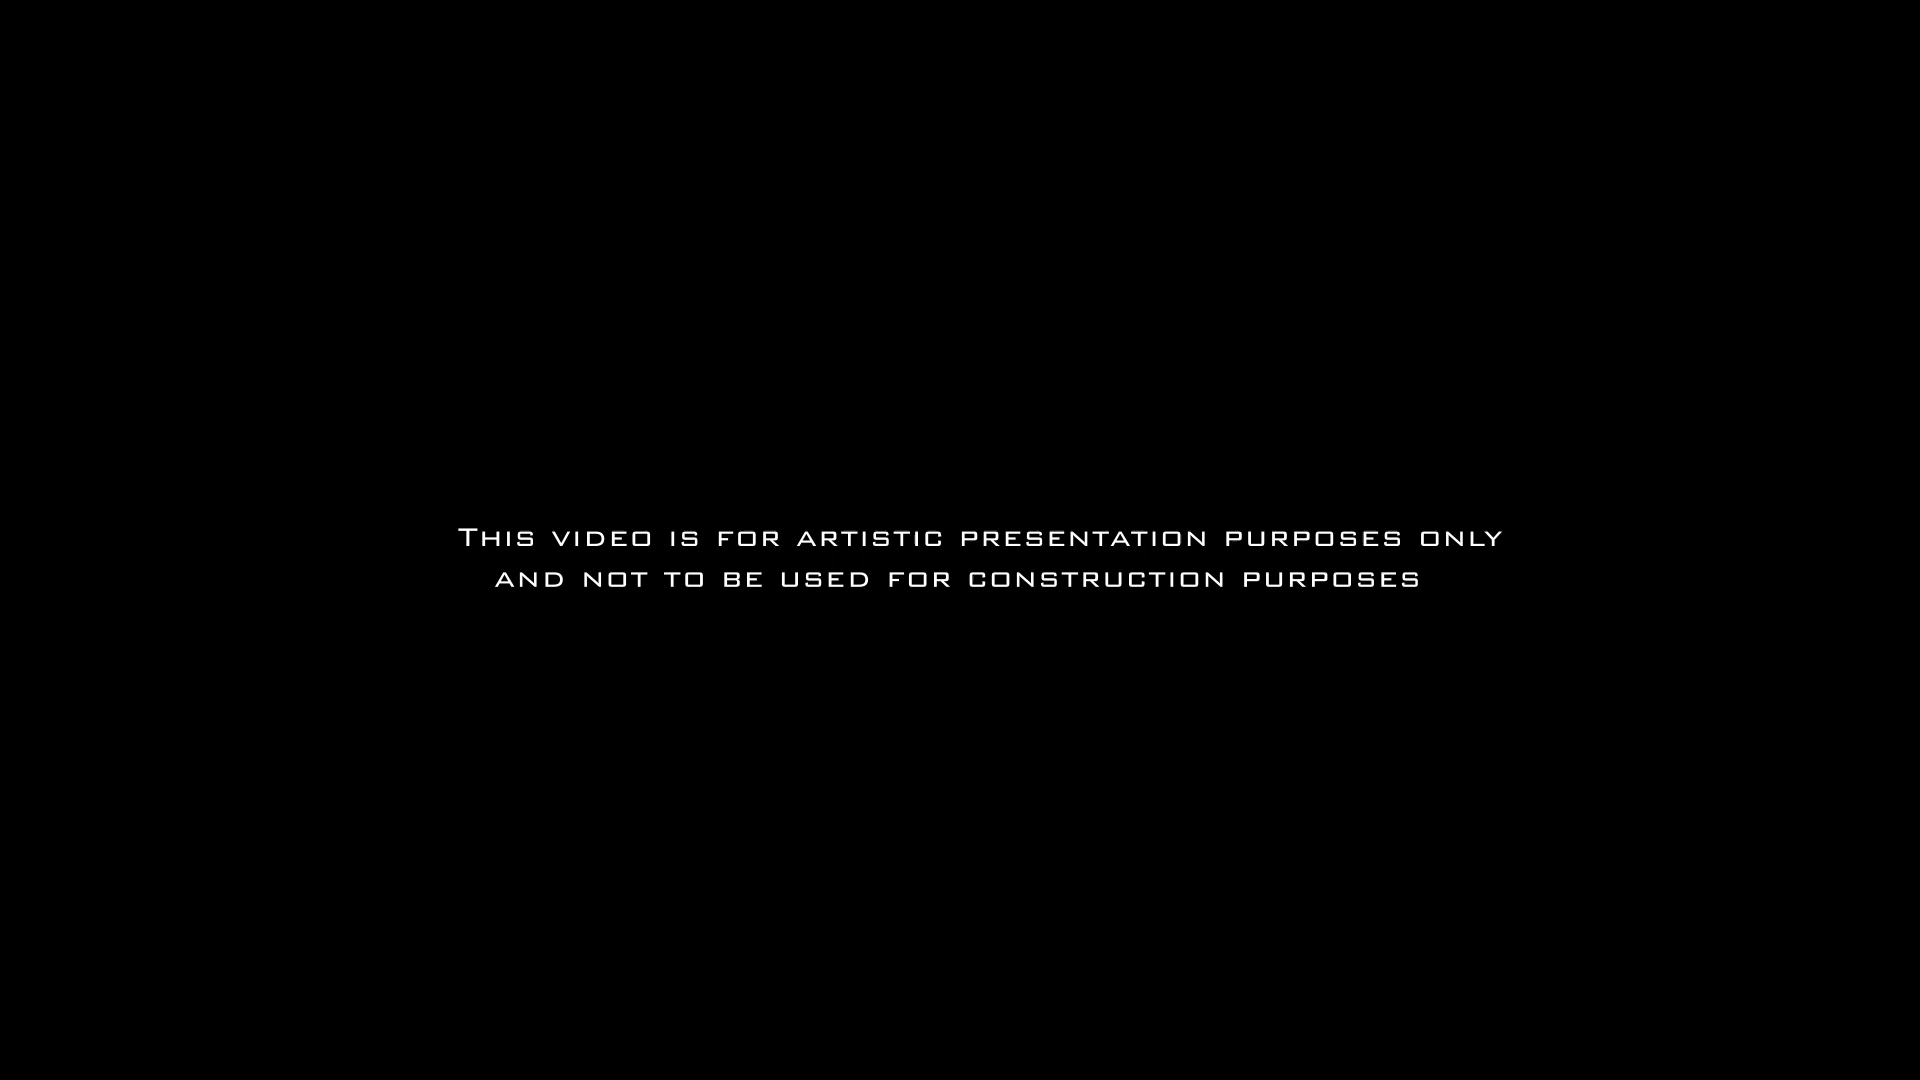 This video is for artistic presentation purposes only
and not to be used for construction purposes